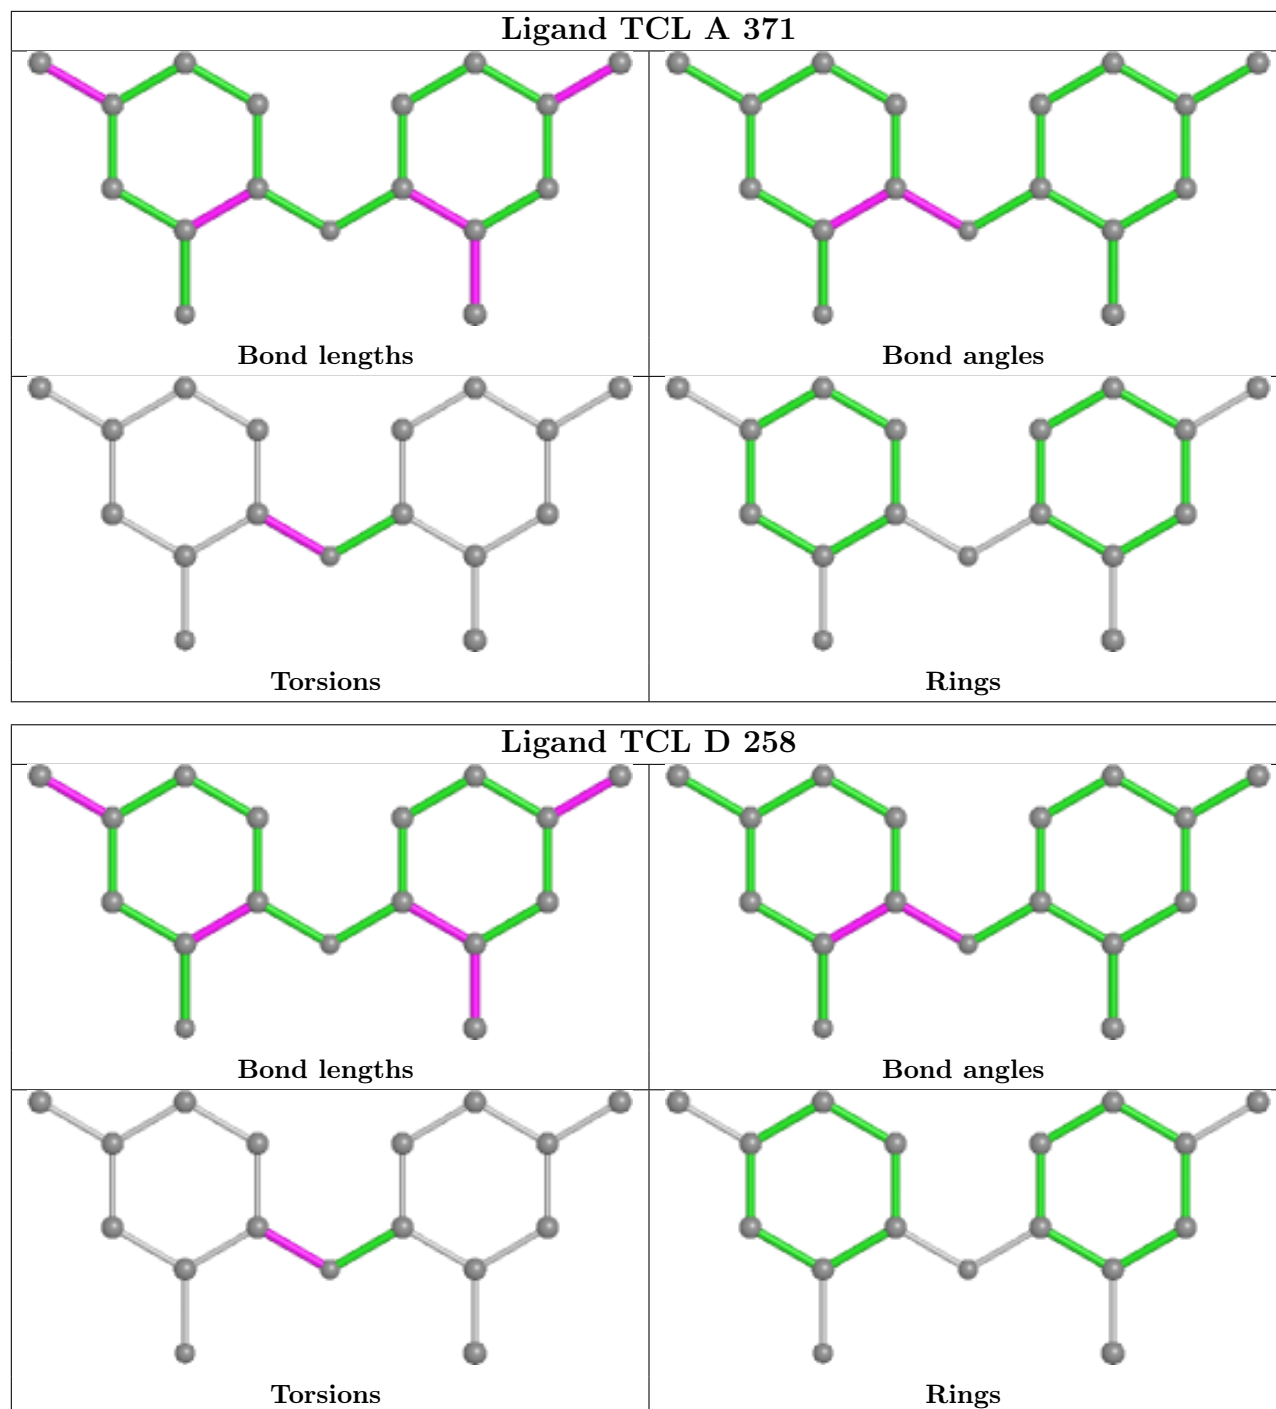 Ligand TCL A 371
Bond lengths
Bond angles
Torsions
Rings
Ligand TCL D 258
Bond lengths
Bond angles
Torsions
Rings